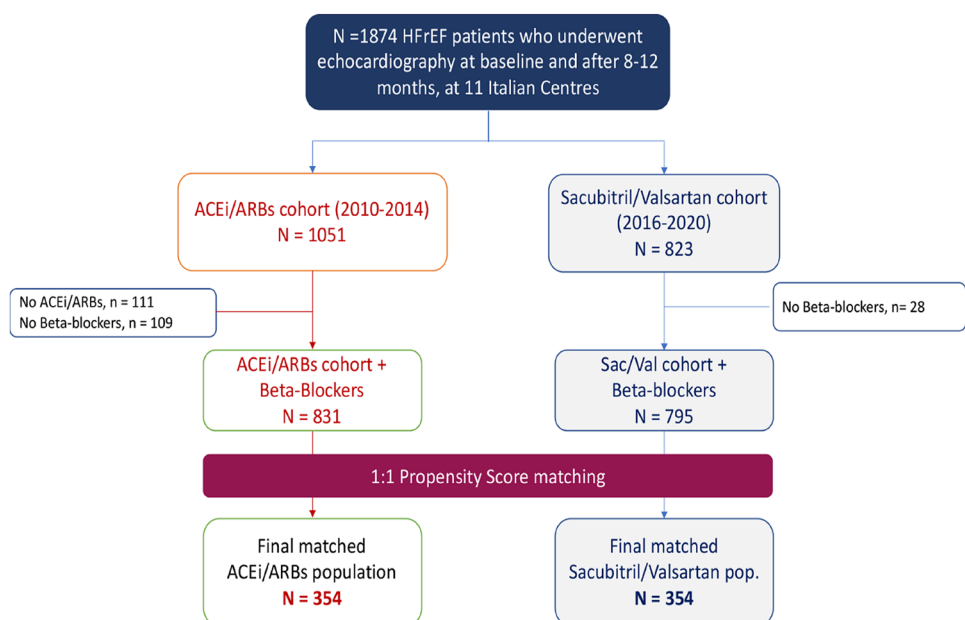 N =1874 HFrEF patients who underwent
echocardiography at baseline and after 8-12
months, at 11 Italian Centres
ACEi/ARBs cohort (2010-2014)
N = 1051
Sacubitril/Valsartan cohort
(2016-2020)
N = 823
No ACEi/ARBs, n = 111
No Beta-blockers, n = 109
No Beta-blockers, n= 28
ACEi/ARBs cohort +
Beta-Blockers
N = 831
Sac/Val cohort +
Beta-blockers
N = 795
1:1 Propensity Score matching
Final matched
ACEi/ARBs population
N = 354
Final matched
Sacubitril/Valsartan pop.
N = 354